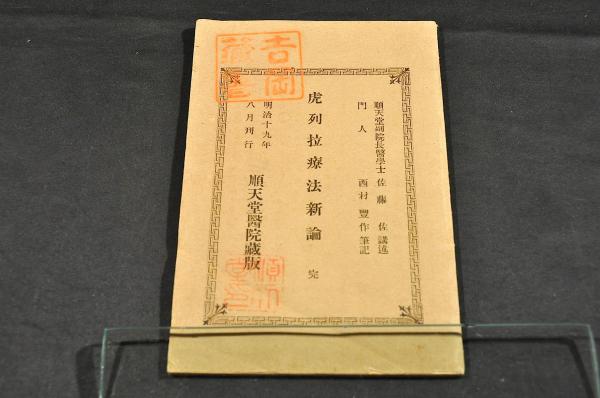 順天堂副院長醫學士 佐藤佐講述
門人 西村豐作筆記
虎列拉療法新論 完
明治十九年
八月刊行
順天堂醫院藏版
吉岡